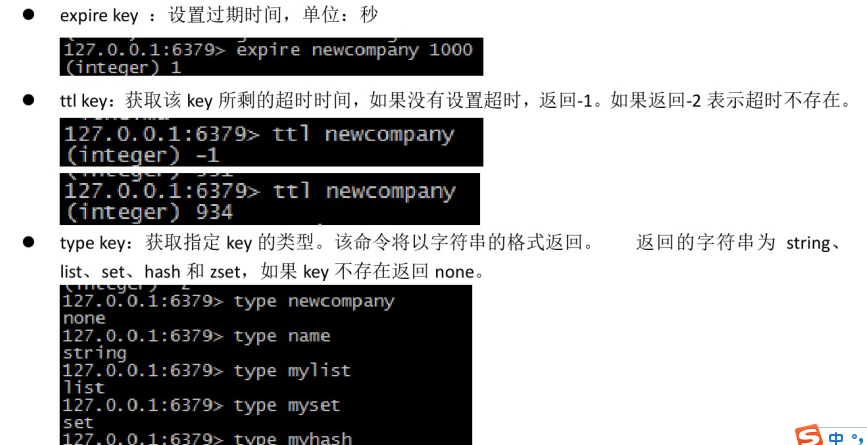 expire key ：设置过期时间，单位：秒
127.0.0.1:6379> expire newcompany 1000
(integer) 1
ttl key：获取该 key 所剩的超时时间，如果没有设置超时，返回-1。如果返回-2 表示超时不存在。
127.0.0.1:6379> ttl newcompany
(integer) -1
127.0.0.1:6379> ttl newcompany
(integer) 934
type key：获取指定 key 的类型。该命令将以字符串的格式返回。 返回的字符串为 string、
list、set、hash 和 zset，如果 key 不存在返回 none。
127.0.0.1:6379> type newcompany
none
127.0.0.1:6379> type name
string
127.0.0.1:6379> type mylist
list
127.0.0.1:6379> type myset
set
127.0.0.1:6379> type myhash
中